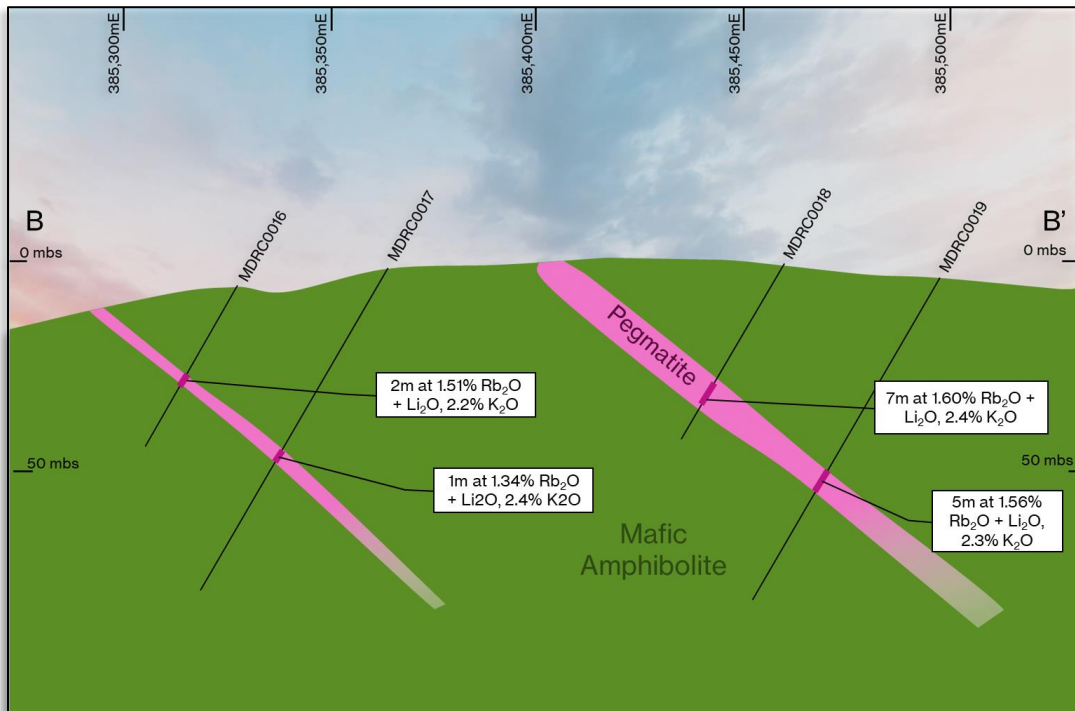 385,300mE
385,350mE
385,400mE
385,450mE
385,500mE
B
B’
0 mbs
0 mbs
MDRC0016
MDRC0017
MDRC0018
MDRC0019
Pegmatite
2m at 1.51% Rb₂O
+ Li₂O, 2.2% K₂O
7m at 1.60% Rb₂O +
Li₂O, 2.4% K₂O
50 mbs
50 mbs
1m at 1.34% Rb₂O
+ Li2O, 2.4% K2O
5m at 1.56%
Rb₂O + Li₂O,
2.3% K₂O
Mafic
Amphibolite